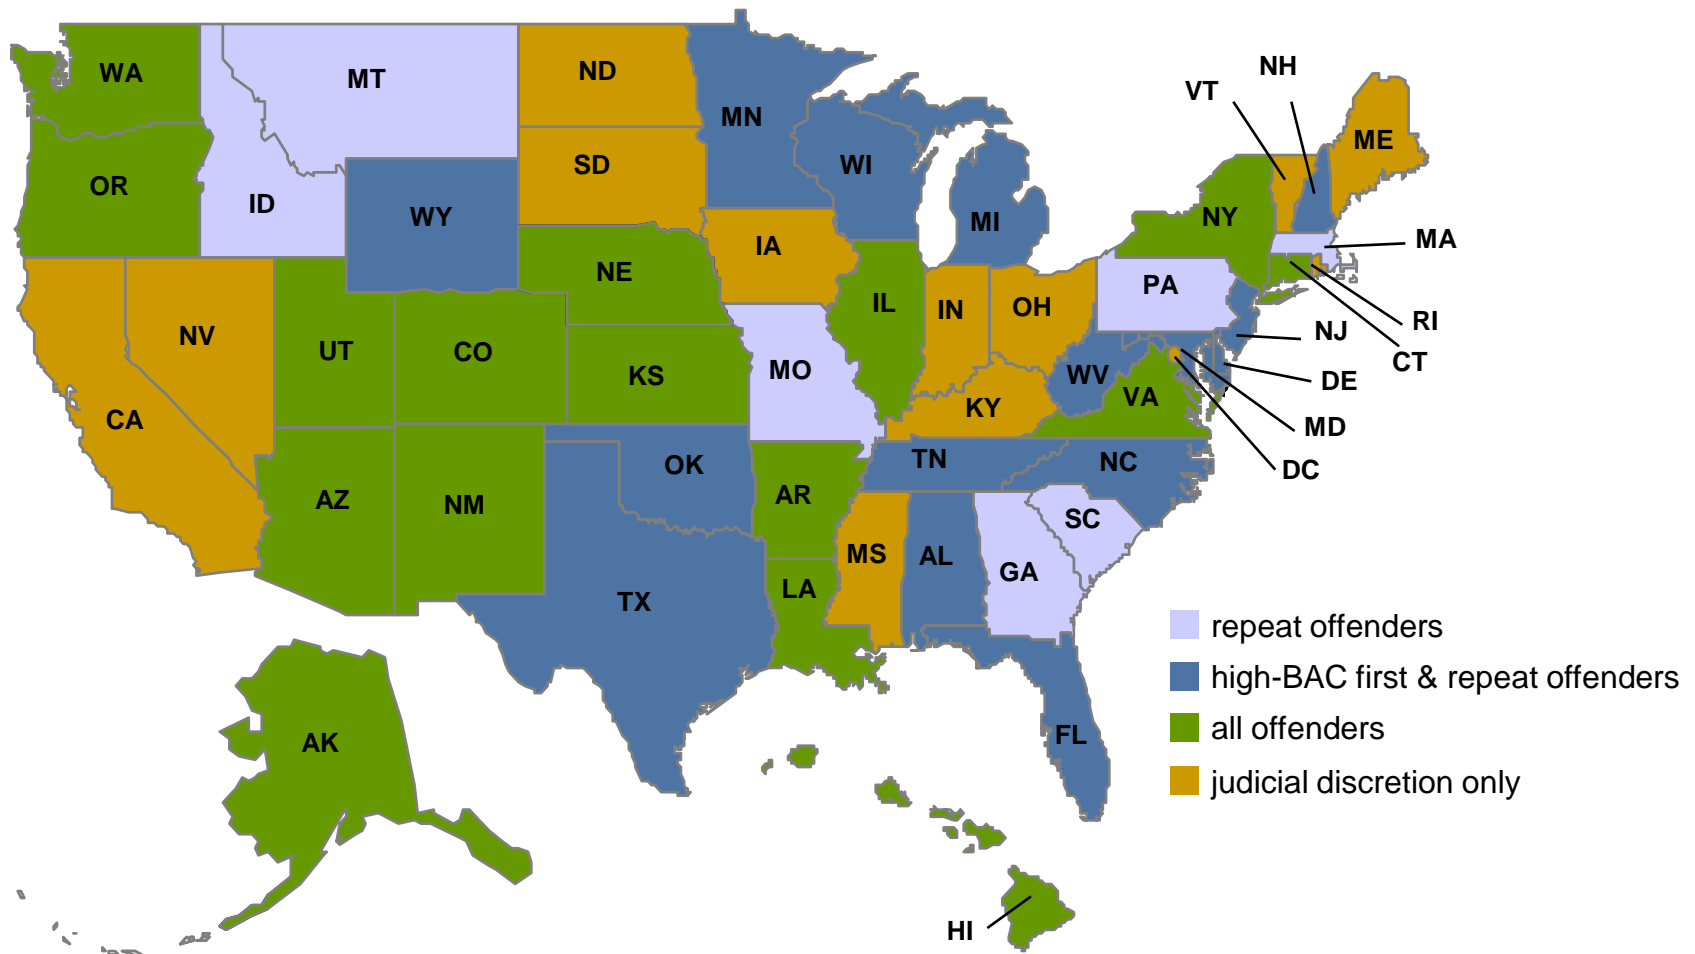 NH
WA
ND
MT
VT
MN
ME
SD
WI
OR
ID
WY
NY
MI
MA
IA
NE
PA
IL
IN
OH
RI
NJ
NV
UT
CO
CT
MO
KS
WV
DE
VA
KY
CA
MD
TN
NC
OK
DC
AR
AZ
NM
SC
MS
AL
GA
LA
TX
repeat offenders
high-BAC first & repeat offenders
all offenders
FL
AK
judicial discretion only
HI